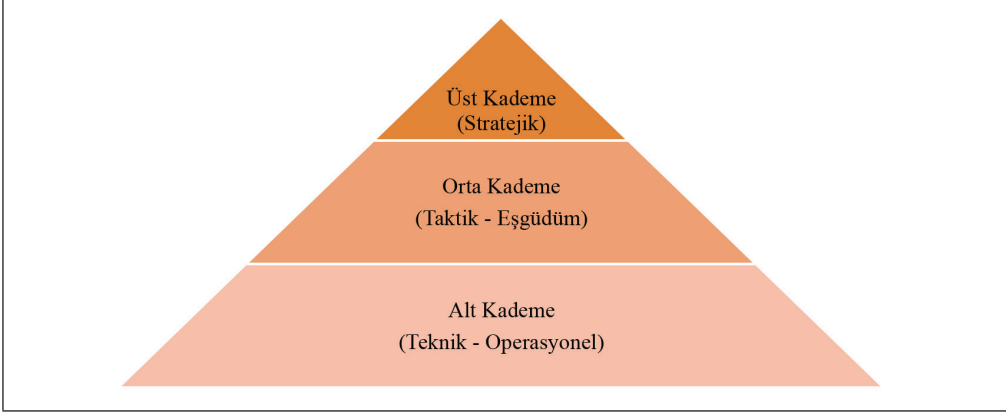 Üst Kademe
(Stratejik)
Orta Kademe
(Taktik - Eşgüdüm)
Alt Kademe
(Teknik - Operasyonel)